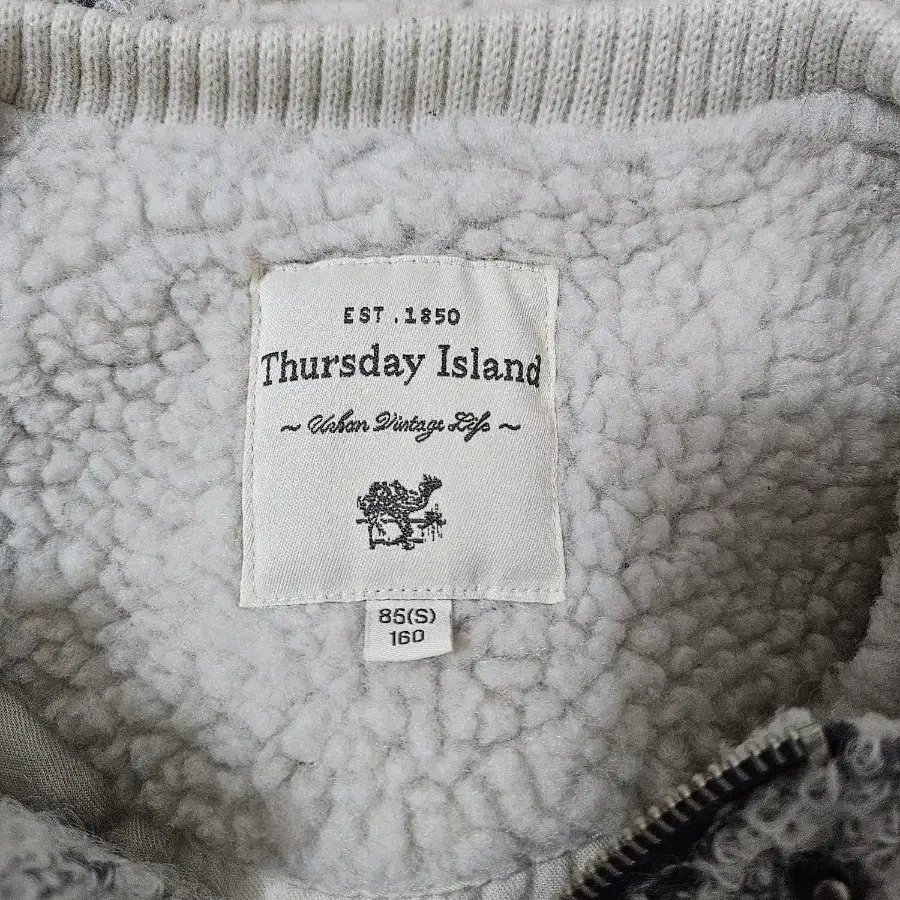 EST.1850
Thursday Island
~ Urban Vintage Life ~
85(S)
160